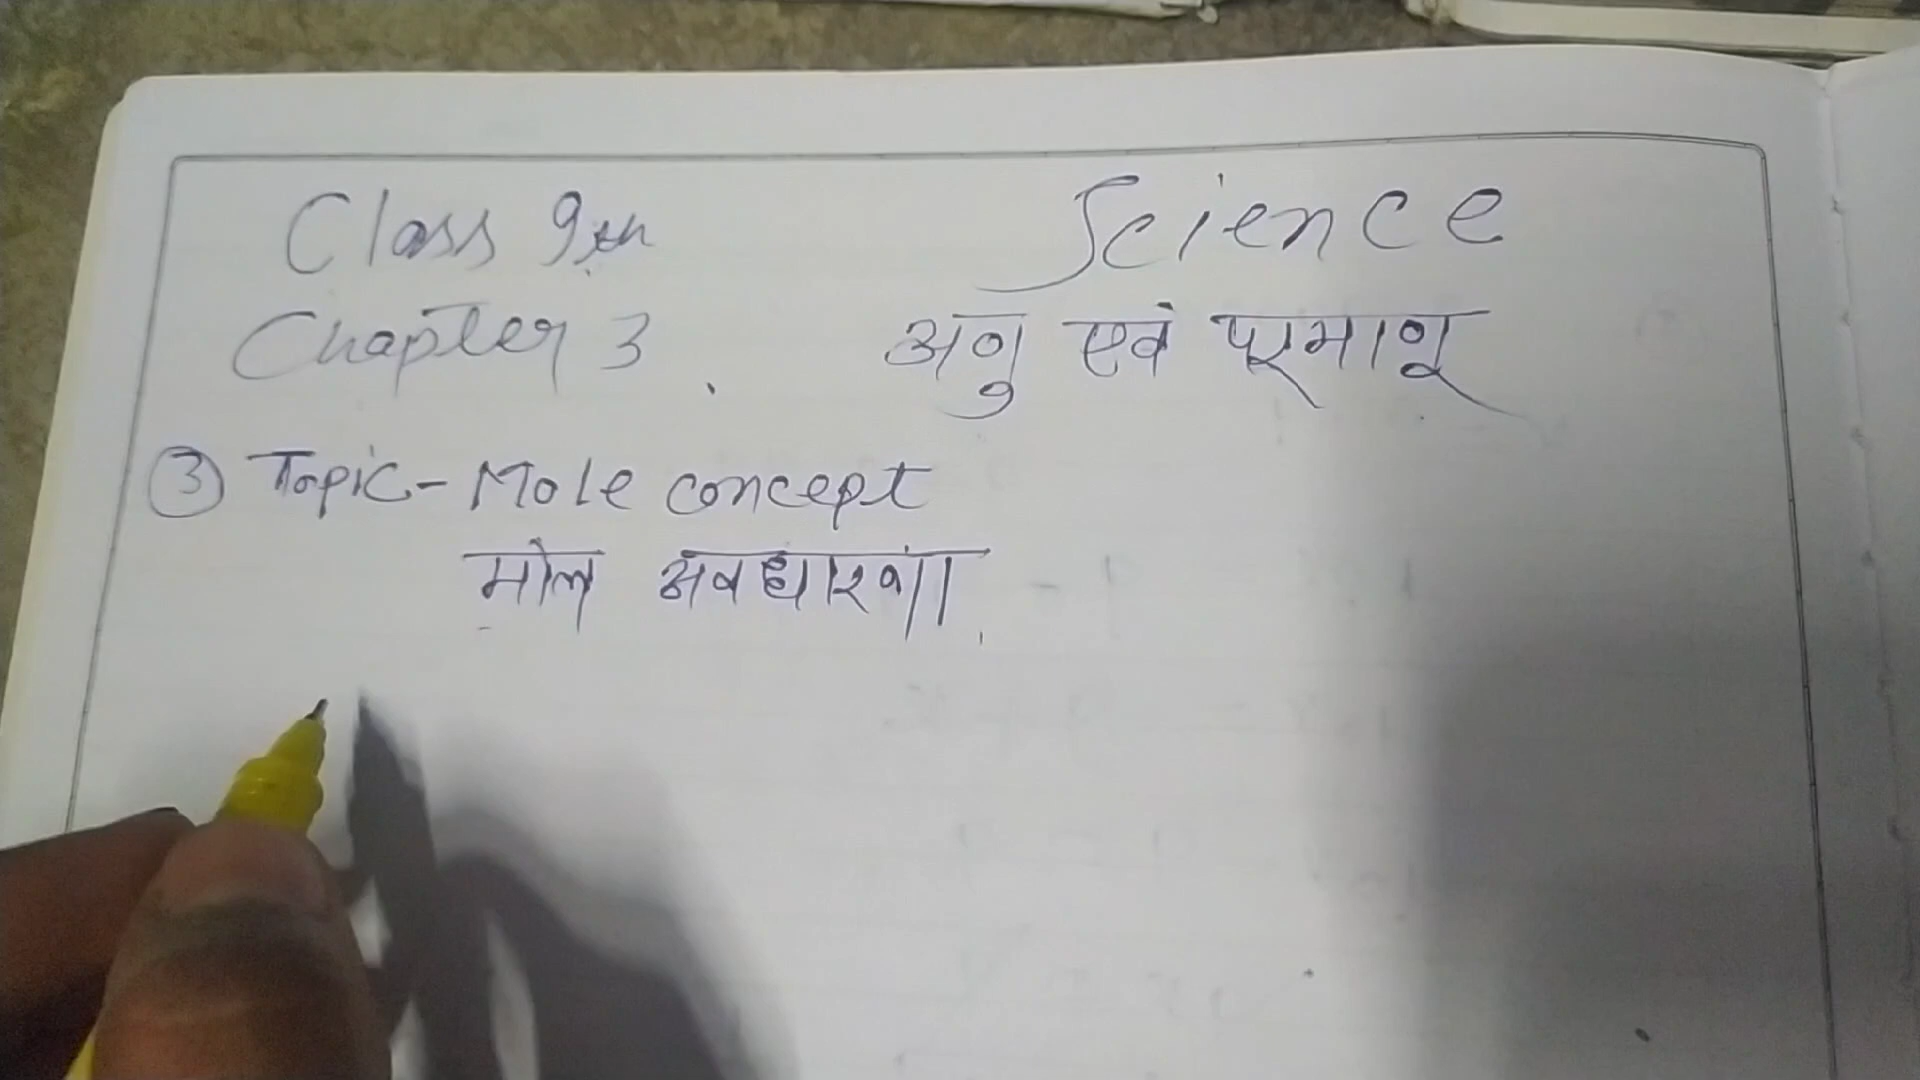 Class 9th Science
Chapter 3 अणु एवं परमाणू
③ Topic - Mole concept
मोल अवधारणा